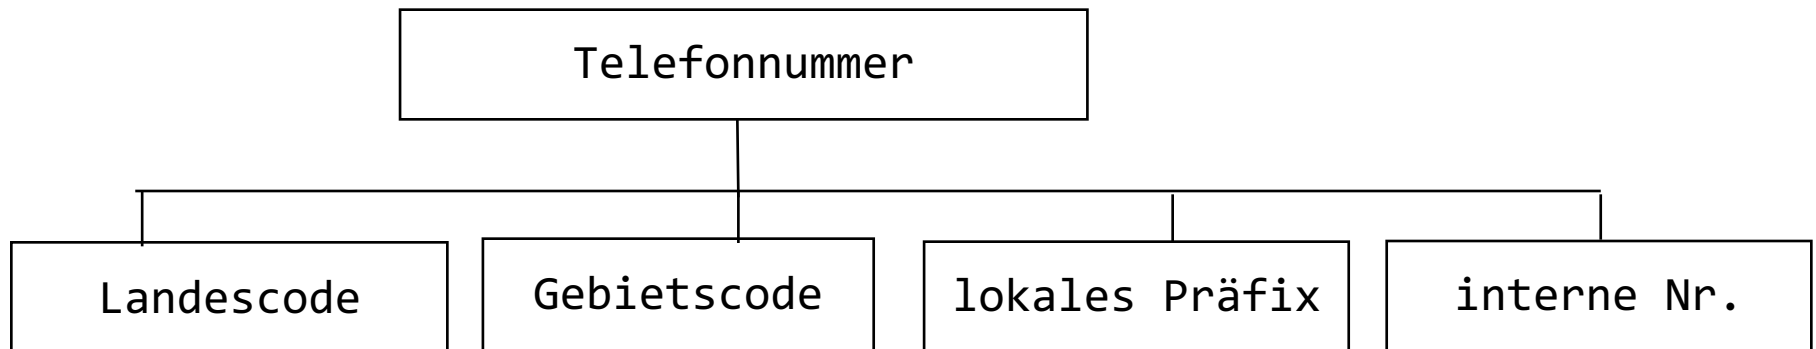 Telefonnummer
Landescode
Gebietscode
lokales Präfix
interne Nr.